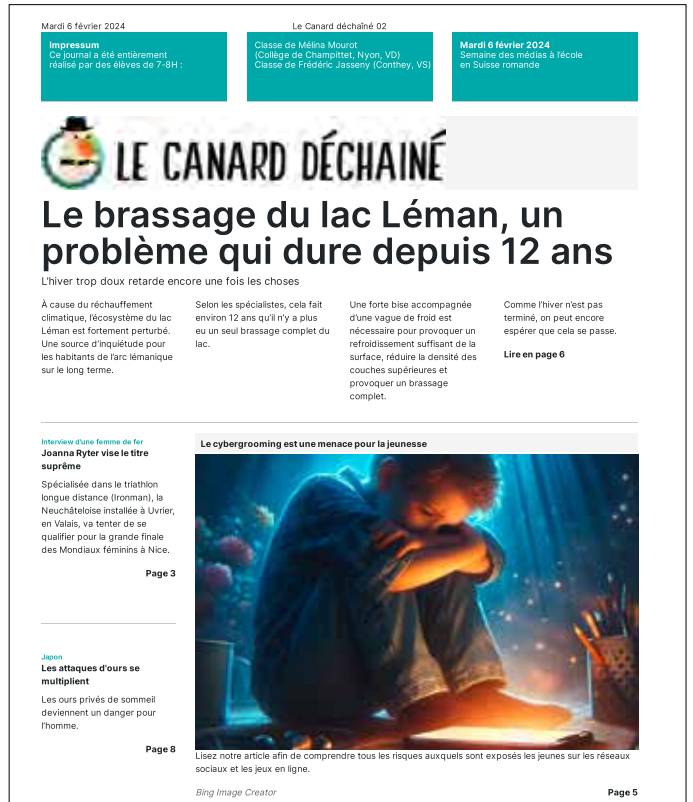 Mardi 6 février 2024
Le Canard déchaîné 02
Impressum
Ce journal a été entièrement
réalisé par des élèves de 7-8H :
Classe de Mélina Mourot
(Collège de Champittet, Nyon, VD)
Classe de Frédéric Jasseny (Conthey, VS)
Mardi 6 février 2024
Semaine des médias à l'école
en Suisse romande
LE CANARD DÉCHAINÉ
Le brassage du lac Léman, un
problème qui dure depuis 12 ans
L'hiver trop doux retarde encore une fois les choses
À cause du réchauffement
climatique, l'écosystème du lac
Léman est fortement perturbé.
Une source d'inquiétude pour
les habitants de l'arc lémanique
sur le long terme.
Selon les spécialistes, cela fait
environ 12 ans qu'il n'y a plus
eu un seul brassage complet du
lac.
Une forte bise accompagnée
d'une vague de froid est
nécessaire pour provoquer un
refroidissement suffisant de la
surface, réduire la densité des
couches supérieures et
provoquer un brassage
complet.
Comme l'hiver n'est pas
terminé, on peut encore
espérer que cela se passe.
Lire en page 6
Interview d'une femme de fer
Joanna Ryter vise le titre
suprême
Spécialisée dans le triathlon
longue distance (Ironman), la
Neuchâteloise installée à Uvrier,
en Valais, va tenter de se
qualifier pour la grande finale
des Mondiaux féminins à Nice.
Page 3
Japon
Les attaques d'ours se
multiplient
Les ours privés de sommeil
deviennent un danger pour
l'homme.
Page 8
Le cybergrooming est une menace pour la jeunesse
Lisez notre article afin de comprendre tous les risques auxquels sont exposés les jeunes sur les réseaux
sociaux et les jeux en ligne.
Bing Image Creator
Page 5